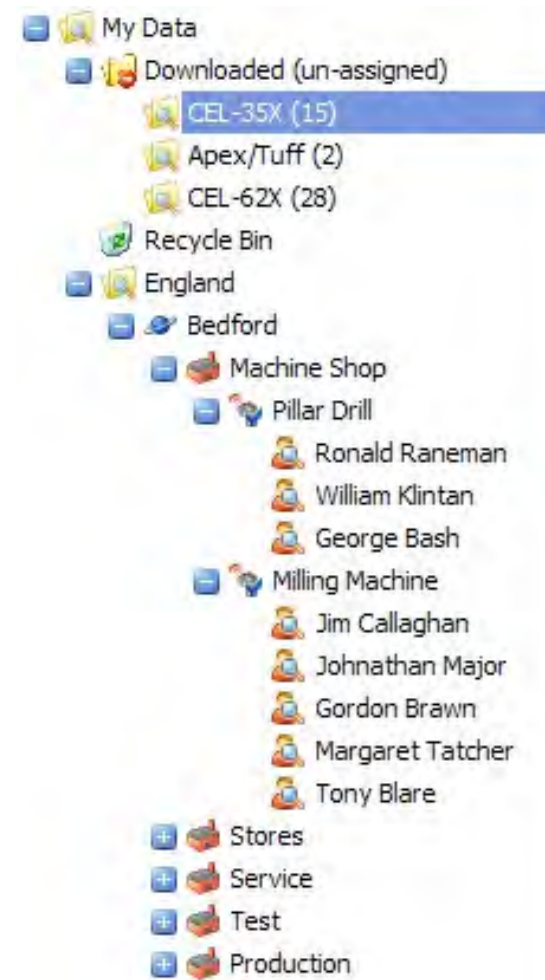 My Data
Downloaded (un-assigned)
CEL-35X (15)
Apex/Tuff (2)
CEL-62X (28)
Recycle Bin
England
Bedford
Machine Shop
Pillar Drill
Ronald Raneman
William Klintan
George Bash
Milling Machine
Jim Callaghan
Johnathan Major
Gordon Brawn
Margaret Tatcher
Tony Blare
Stores
Service
Test
Production